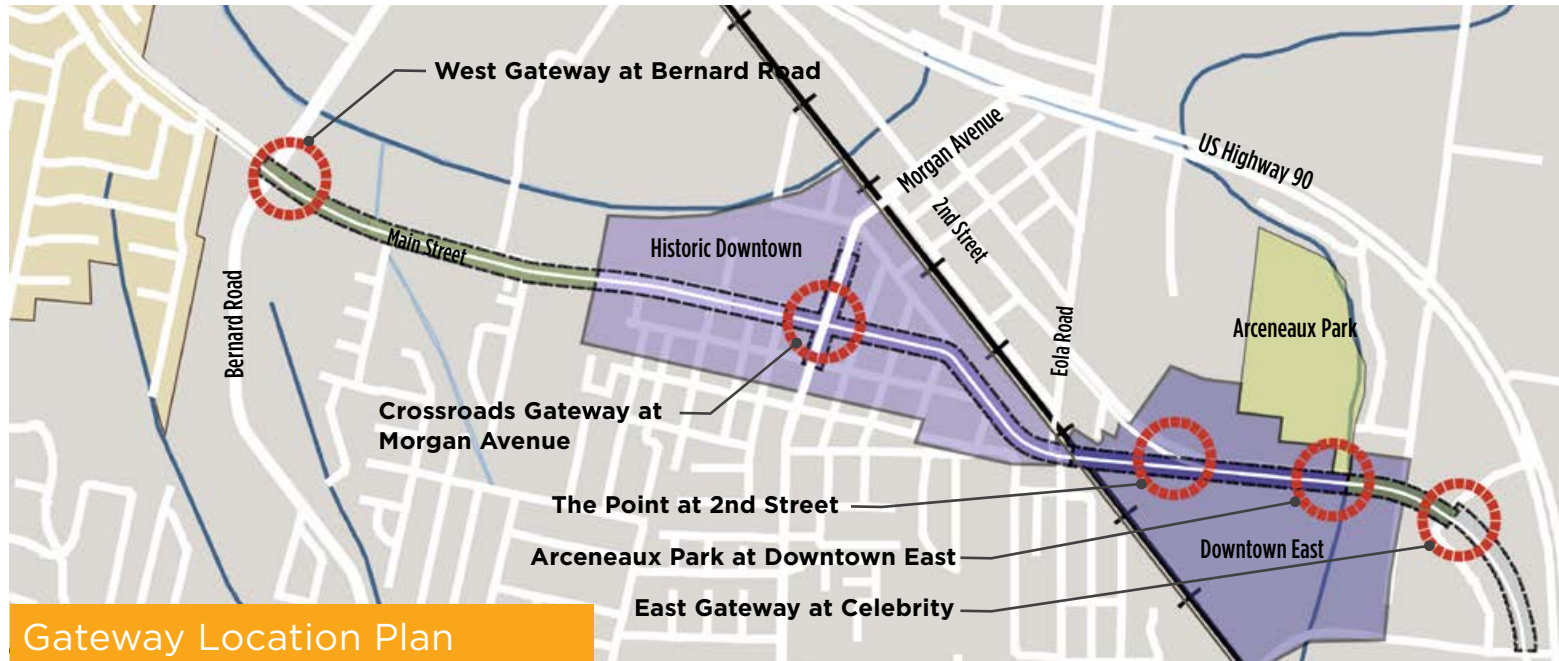 West Gateway at Bernard Road
Morgan Avenue
US Highway 90
2nd Street
Main Street
Historic Downtown
Bernard Road
Eola Road
Arceneaux Park
Crossroads Gateway at
Morgan Avenue
The Point at 2nd Street
Arceneaux Park at Downtown East
Downtown East
East Gateway at Celebrity
Gateway Location Plan